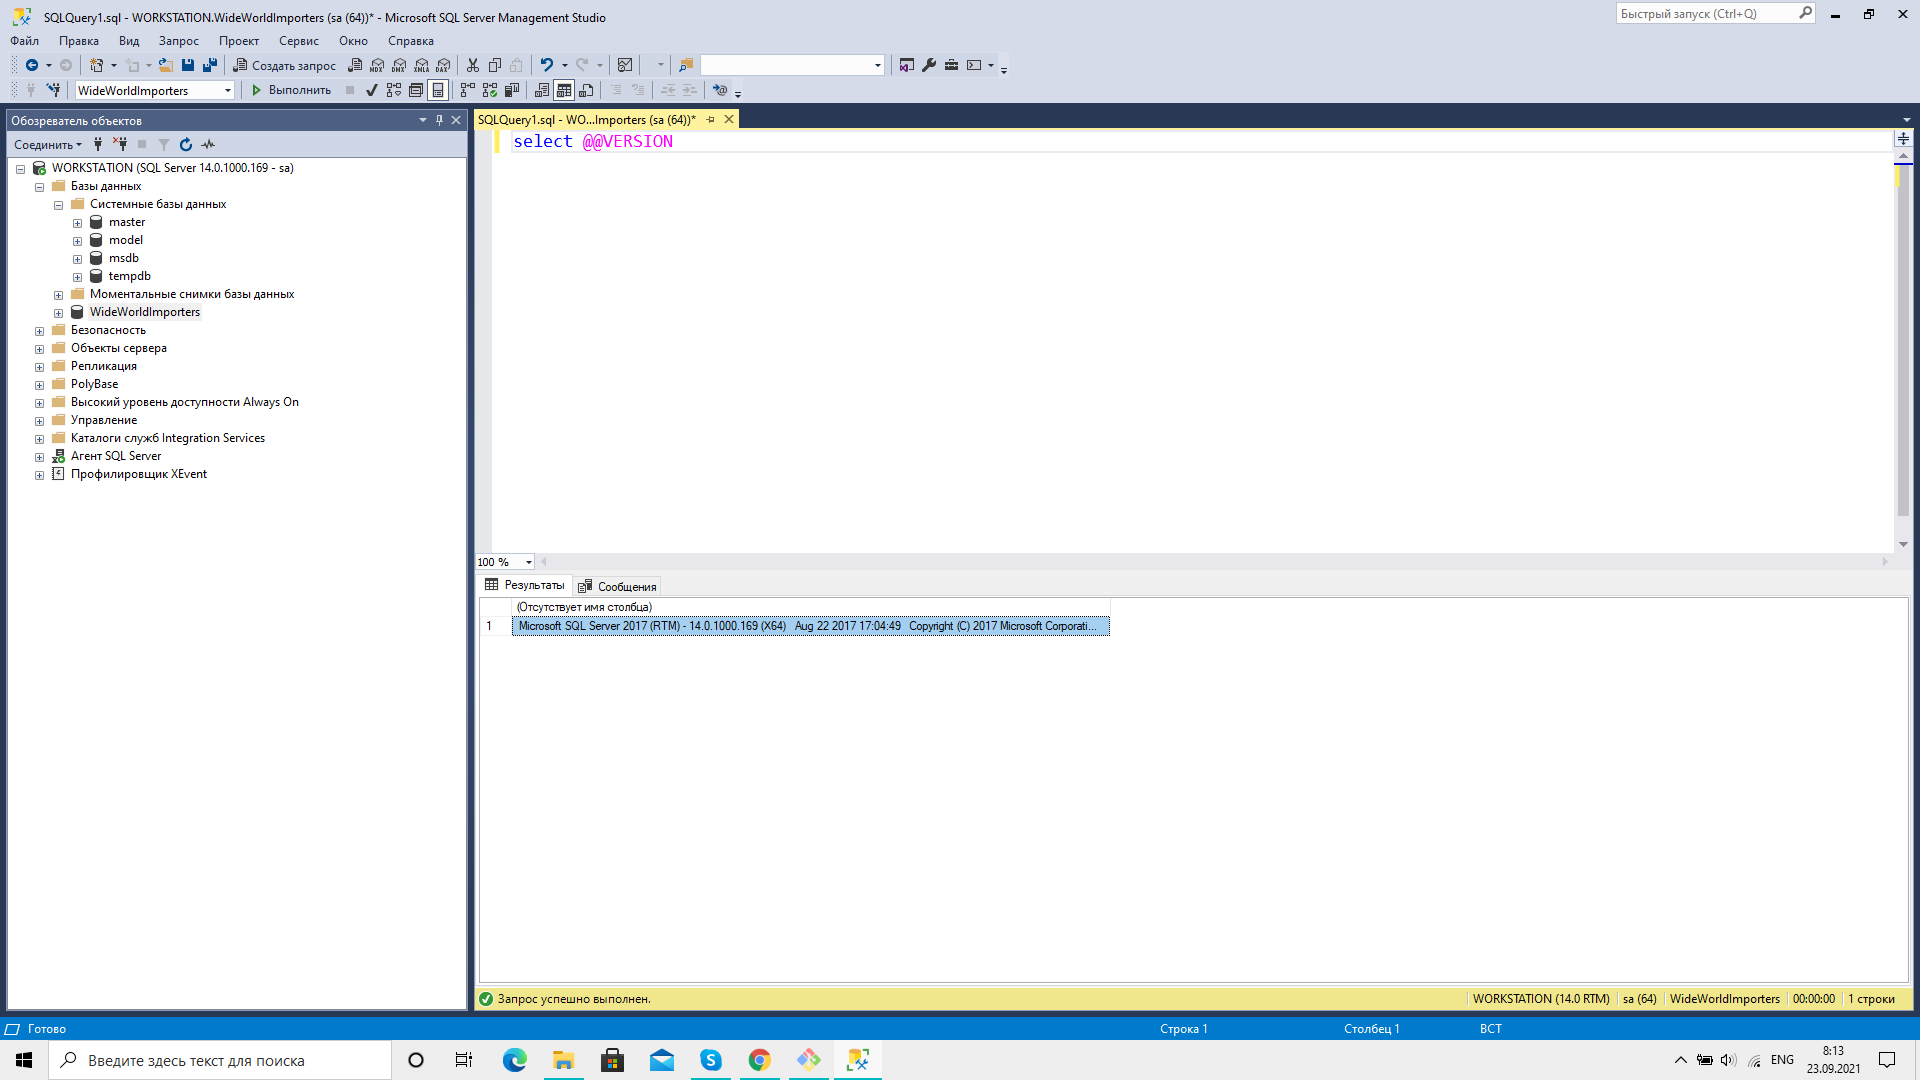 SQLQuery1.sql - WORKSTATION.WideWorldImporters (sa (64))* - Microsoft SQL Server Management Studio
Быстрый запуск (Ctrl+Q)
Файл Правка Вид Запрос Проект Сервис Окно Справка
Создать запрос MDX DMX XMLA DAX
WideWorldImporters Выполнить
Обозреватель объектов
Соединить
WORKSTATION (SQL Server 14.0.1000.169 - sa)
Базы данных
Системные базы данных
master
model
msdb
tempdb
Моментальные снимки базы данных
WideWorldImporters
Безопасность
Объекты сервера
Репликация
PolyBase
Высокий уровень доступности Always On
Управление
Каталоги служб Integration Services
Агент SQL Server
Профилировщик XEvent
SQLQuery1.sql - WO...Importers (sa (64))*
select @@VERSION
100 %
Результаты Сообщения
(Отсутствует имя столбца)
1 Microsoft SQL Server 2017 (RTM) - 14.0.1000.169 (X64) Aug 22 2017 17:04:49 Copyright (C) 2017 Microsoft Corporati...
Запрос успешно выполнен. WORKSTATION (14.0 RTM) sa (64) WideWorldImporters 00:00:00 1 строки
Готово Строка 1 Столбец 1 ВСТ
Введите здесь текст для поиска
ENG
8:13
23.09.2021